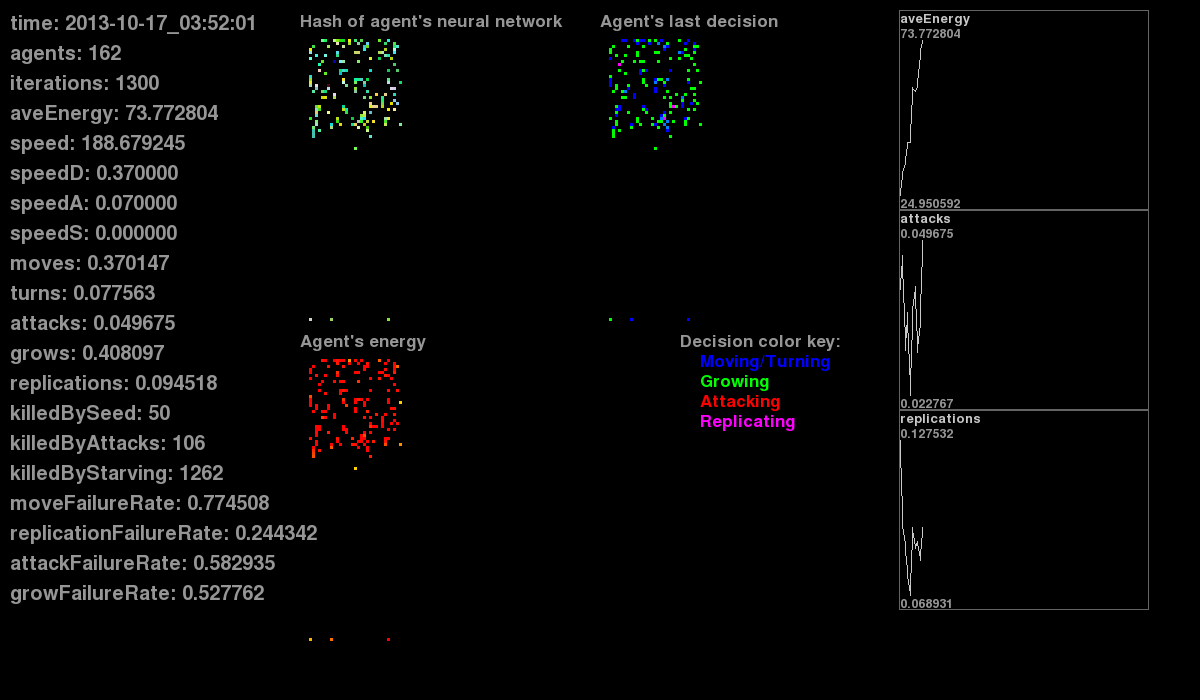 time: 2013-10-17_03:52:01
agents: 162
iterations: 1300
aveEnergy: 73.772804
speed: 188.679245
speedD: 0.370000
speedA: 0.070000
speedS: 0.000000
moves: 0.370147
turns: 0.077563
attacks: 0.049675
grows: 0.408097
replications: 0.094518
killedBySeed: 50
killedByAttacks: 106
killedByStarving: 1262
moveFailureRate: 0.774508
replicationFailureRate: 0.244342
attackFailureRate: 0.582935
growFailureRate: 0.527762
Hash of agent's neural network
Agent's last decision
Agent's energy
Decision color key:
Moving/Turning
Growing
Attacking
Replicating
aveEnergy
73.772804
24.950592
attacks
0.049675
0.022767
replications
0.127532
0.068931